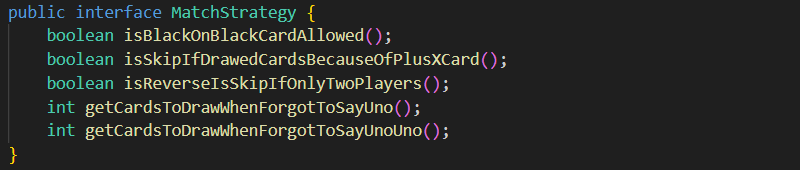 public interface MatchStrategy {
    boolean isBlackOnBlackCardAllowed();
    boolean isSkipIfDrawedCardsBecauseOfPlusXCard();
    boolean isReverseIsSkipIfOnlyTwoPlayers();
    int getCardsToDrawWhenForgotToSayUno();
    int getCardsToDrawWhenForgotToSayUnoUno();
}